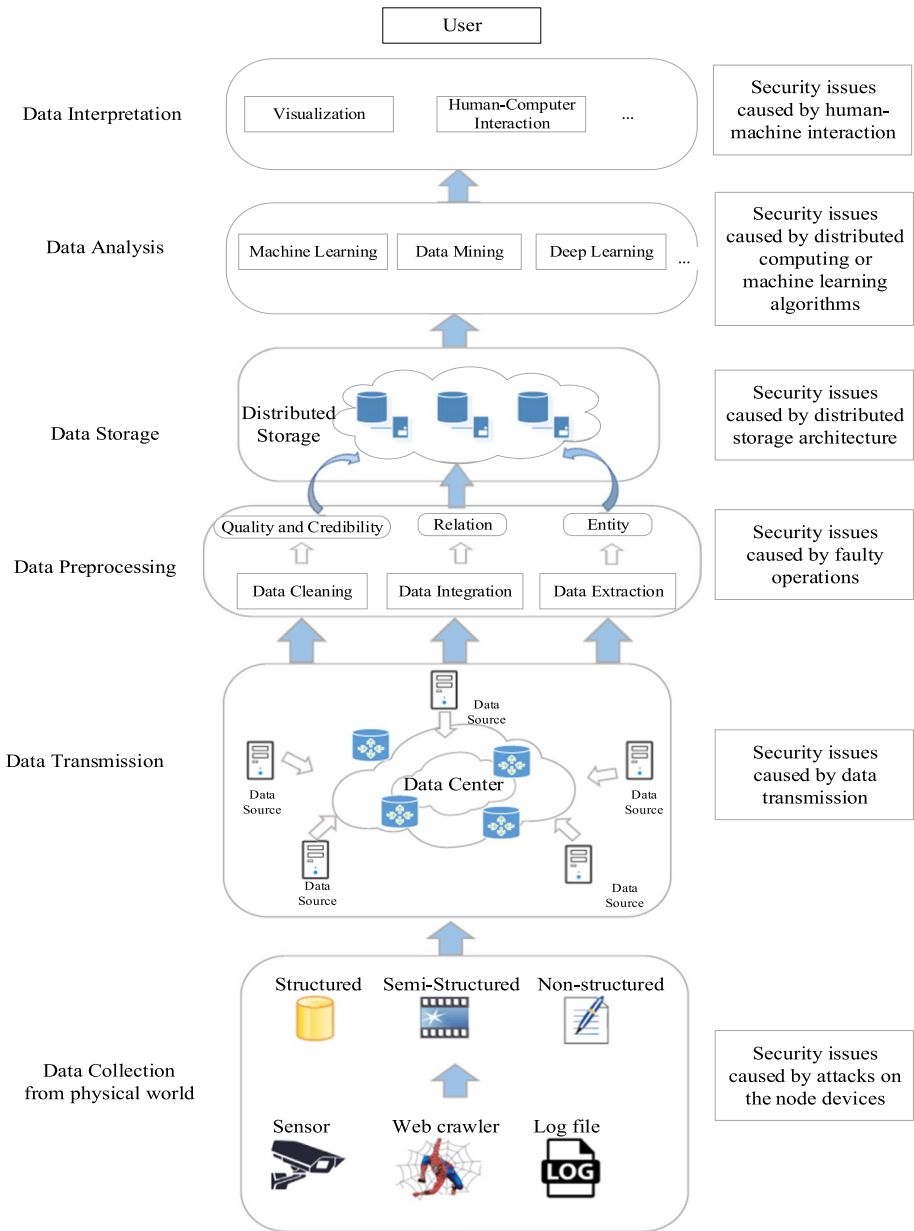 User
Data Interpretation
Visualization
Human-Computer
Interaction
...
Security issues
caused by human-
machine interaction
Data Analysis
Machine Learning
Data Mining
Deep Learning
...
Security issues
caused by distributed
computing or
machine learning
algorithms
Data Storage
Distributed
Storage
Security issues
caused by distributed
storage architecture
Data Preprocessing
Quality and Credibility
Relation
Entity
Data Cleaning
Data Integration
Data Extraction
Security issues
caused by faulty
operations
Data Transmission
Data
Source
Data
Source
Data Center
Data
Source
Data
Source
Data
Source
Security issues
caused by data
transmission
Data Collection
from physical world
Structured
Semi-Structured
Non-structured
Sensor
Web crawler
Log file
LOG
Security issues
caused by attacks on
the node devices